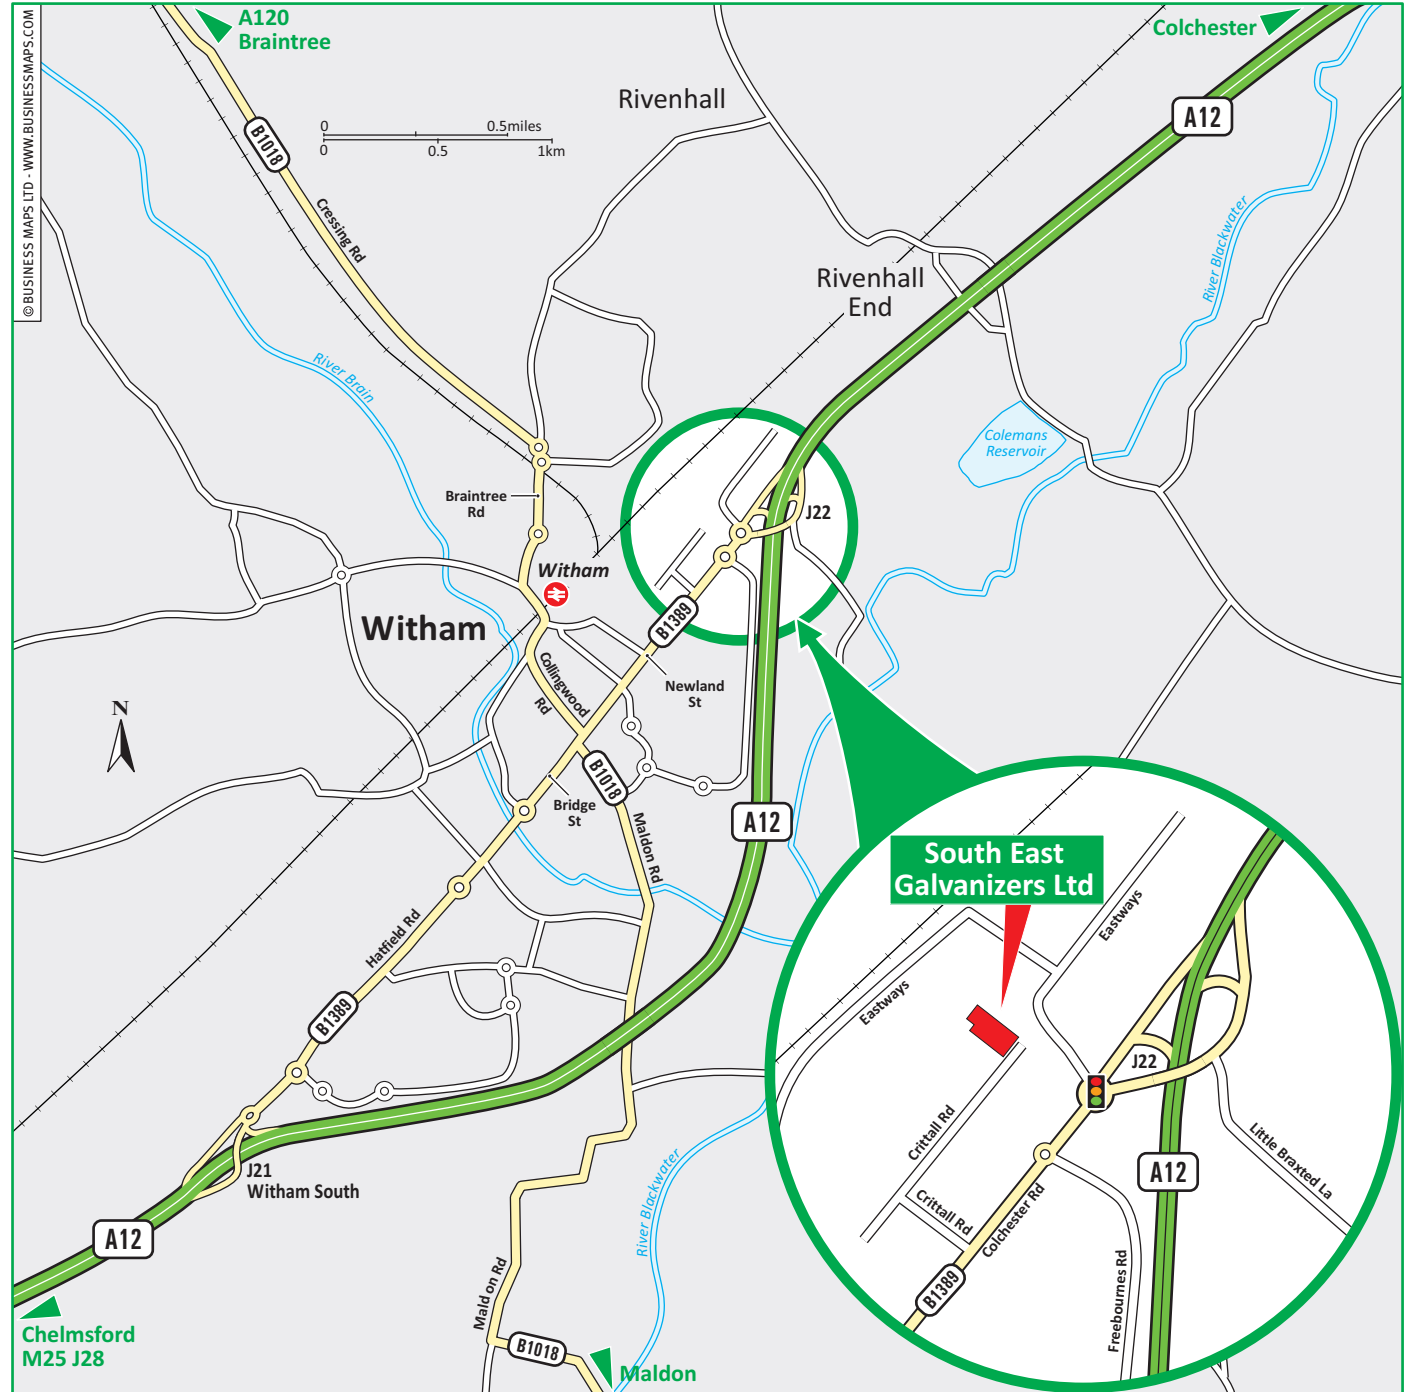 ©BUSINESS MAPS LTD - WWW.BUSINESSMAPS.COM
A120
Braintree
Colchester
Rivenhall
A12
0
0.5miles
0
0.5
1km
B1018
Cressing Rd
River Blackwater
Rivenhall
End
River Brain
Colemans
Reservoir
Braintree
Rd
J22
Witham
Witham
B1389
Collingwood
Rd
Newland
St
N
B1018
Bridge
St
A12
Maldon Rd
South East
Galvanizers Ltd
Eastways
Hatfield Rd
Eastways
B1389
J22
Crittall Rd
Little Braxted La
J21
Witham South
A12
River Blackwater
Crittall Rd
Colchester Rd
A12
Freebournes Rd
B1389
Mald on Rd
Chelmsford
M25 J28
B1018
Maldon